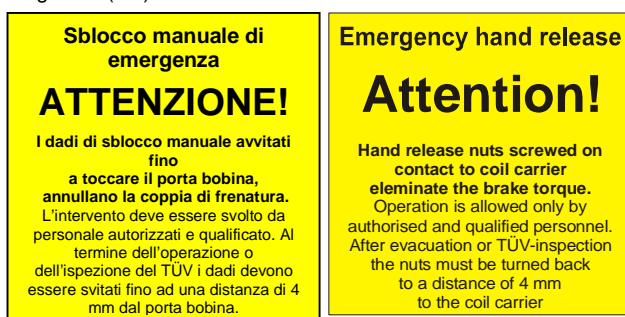 Sblocco manuale di
emergenza
ATTENZIONE!
I dadi di sblocco manuale avvitati
fino
a toccare il porta bobina,
annullano la coppia di frenatura.
L'intervento deve essere svolto da
personale autorizzati e qualificato. Al
termine dell'operazione o
dell'ispezione del TÜV i dadi devono
essere svitati fino ad una distanza di 4
mm dal porta bobina.
Emergency hand release
Attention!
Hand release nuts screwed on
contact to coil carrier
eleminate the brake torque.
Operation is allowed only by
authorised and qualified personnel.
After evacuation or TÜV-inspection
the nuts must be turned back
to a distance of 4 mm
to the coil carrier